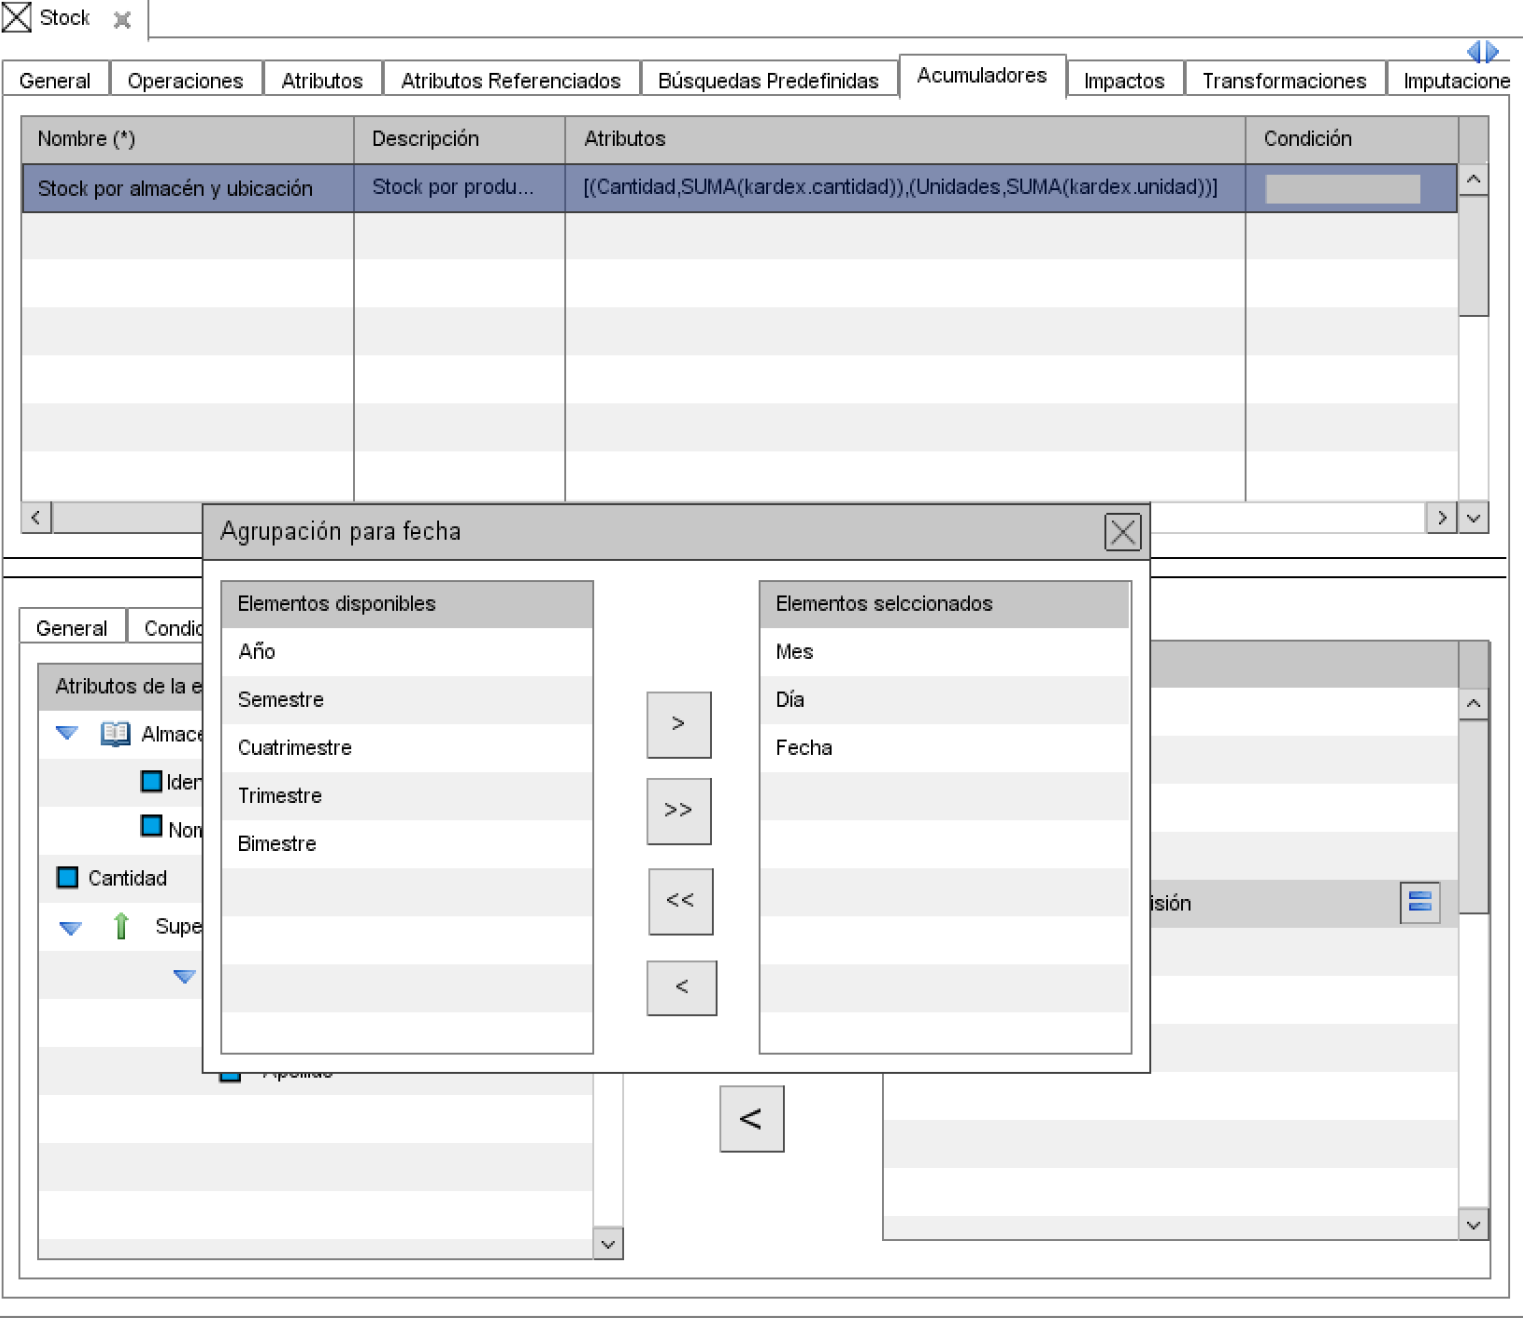 Stock
General Operaciones Atributos Atributos Referenciados Búsquedas Predefinidas Acumuladores Impactos Transformaciones Imputacione
Nombre (*) Descripción Atributos Condición
Stock por almacén y ubicación Stock por produ... [(Cantidad,SUMA(kardex.cantidad)),(Unidades,SUMA(kardex.unidad))]
Agrupación para fecha
Elementos disponibles
Año
Semestre
Cuatrimestre
Trimestre
Bimestre
>
>>
<<
<
Elementos selccionados
Mes
Día
Fecha
General Condic
Atributos de la e
Almace
Iden
Nom
Cantidad
Supe
isión
<